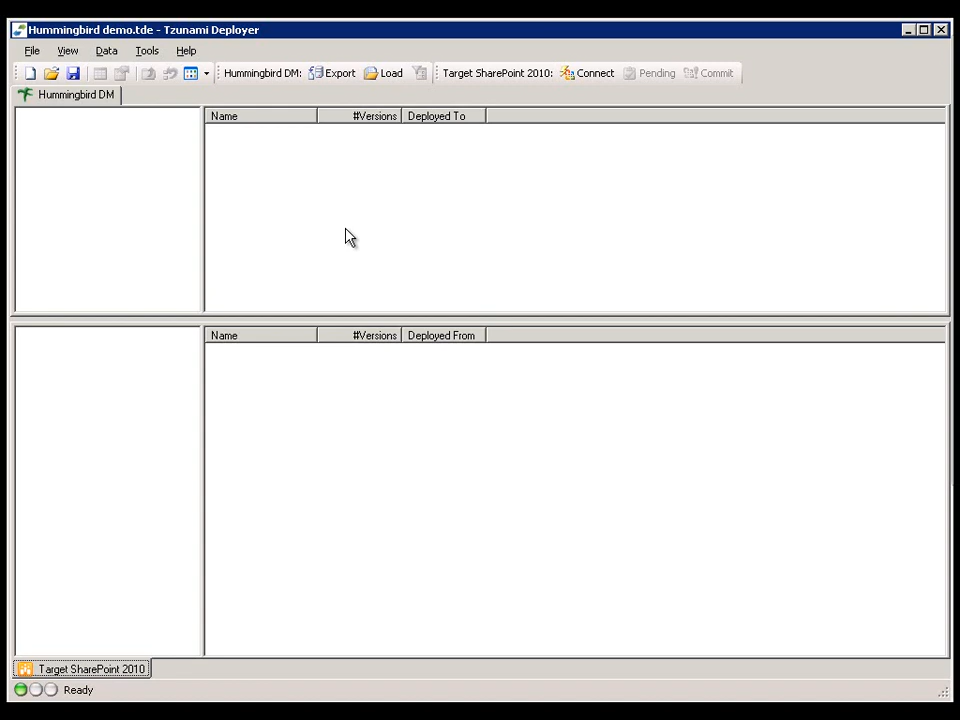 Hummingbird demo.tde - Tzunami Deployer
File View Data Tools Help
Hummingbird DM: Export Load Target SharePoint 2010: Connect Pending Commit
Hummingbird DM
Name #Versions Deployed To
Name #Versions Deployed From
Target SharePoint 2010
Ready